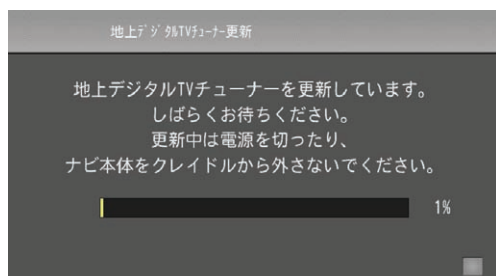 地上ﾃﾞｼﾞﾀﾙTVﾁｭｰﾅｰ更新
地上デジタルTVチューナーを更新しています。
しばらくお待ちください。
更新中は電源を切ったり、
ナビ本体をクレイドルから外さないでください。
1%